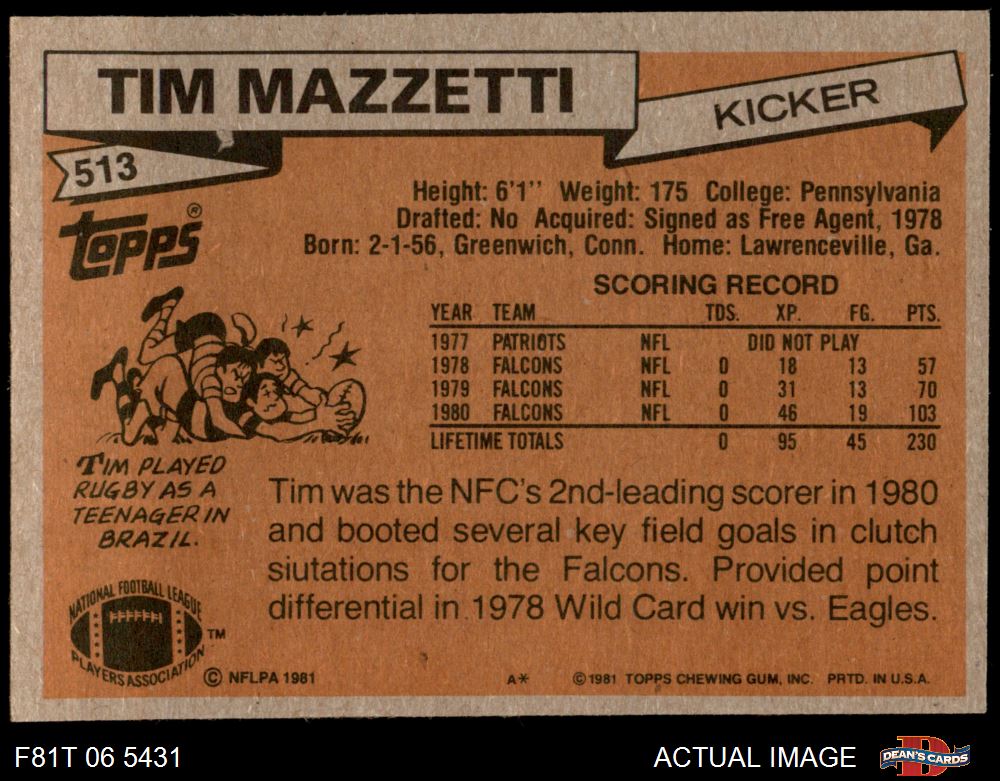 TIM MAZZETTI
KICKER
513
topps®
Height: 6'1'' Weight: 175 College: Pennsylvania
Drafted: No Acquired: Signed as Free Agent, 1978
Born: 2-1-56, Greenwich, Conn. Home: Lawrenceville, Ga.
SCORING RECORD
YEAR TEAM TDS. XP. FG. PTS.
1977 PATRIOTS NFL DID NOT PLAY
1978 FALCONS NFL 0 18 13 57
1979 FALCONS NFL 0 31 13 70
1980 FALCONS NFL 0 46 19 103
LIFETIME TOTALS 0 95 45 230
TIM PLAYED
RUGBY AS A
TEENAGER IN
BRAZIL.
Tim was the NFC's 2nd-leading scorer in 1980
and booted several key field goals in clutch
siutations for the Falcons. Provided point
differential in 1978 Wild Card win vs. Eagles.
NATIONAL FOOTBALL LEAGUE
PLAYERS ASSOCIATION
TM
© NFLPA 1981
A*
© 1981 TOPPS CHEWING GUM, INC. PRTD. IN U.S.A.
F81T 06 5431
ACTUAL IMAGE
D
DEAN'S CARDS